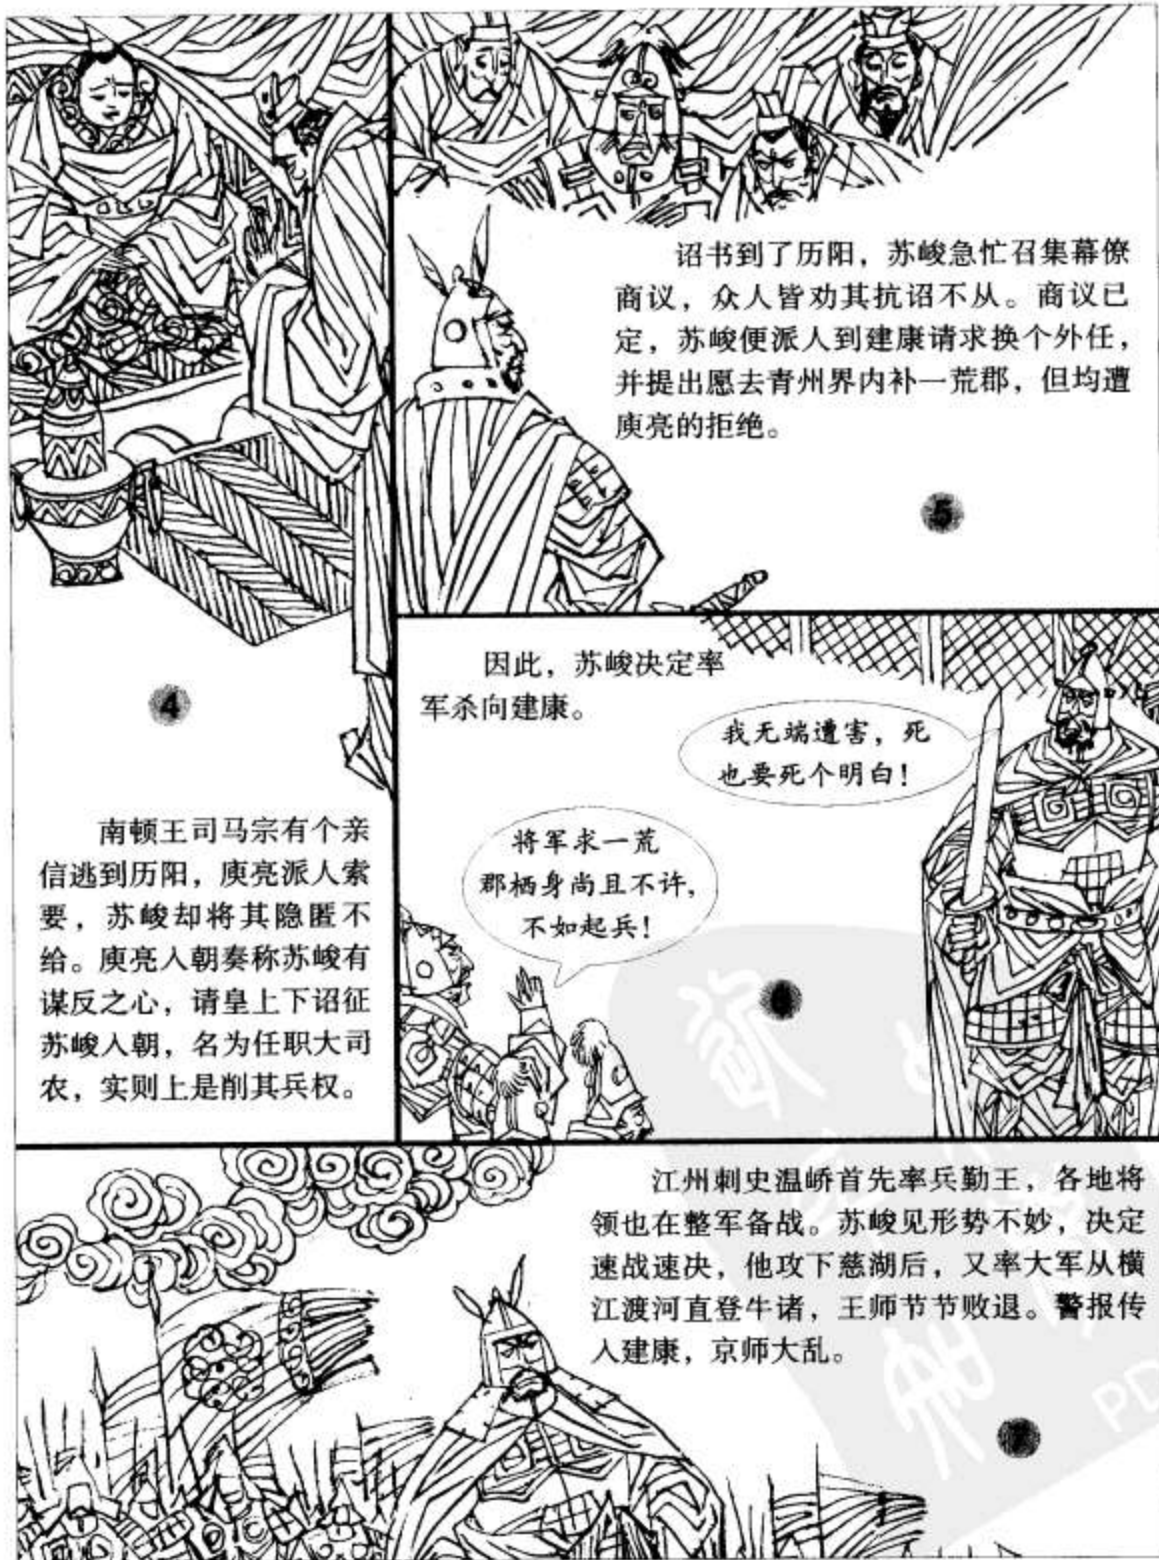 4
南顿王司马宗有个亲
信逃到历阳，庾亮派人索
要，苏峻却将其隐匿不
给。庾亮入朝奏称苏峻有
谋反之心，请皇上下诏征
苏峻入朝，名为任职大司
农，实则上是削其兵权。
诏书到了历阳，苏峻急忙召集幕僚
商议，众人皆劝其抗诏不从。商议已
定，苏峻便派人到建康请求换个外任，
并提出愿去青州界内补一荒郡，但均遭
庾亮的拒绝。
5
因此，苏峻决定率
军杀向建康。
我无端遭害，死
也要死个明白！
将军求一荒
郡栖身尚且不许，
不如起兵！
6
江州刺史温峤首先率兵勤王，各地将
领也在整军备战。苏峻见形势不妙，决定
速战速决，他攻下慈湖后，又率大军从横
江渡河直登牛诸，王师节节败退。警报传
入建康，京师大乱。
7
PD